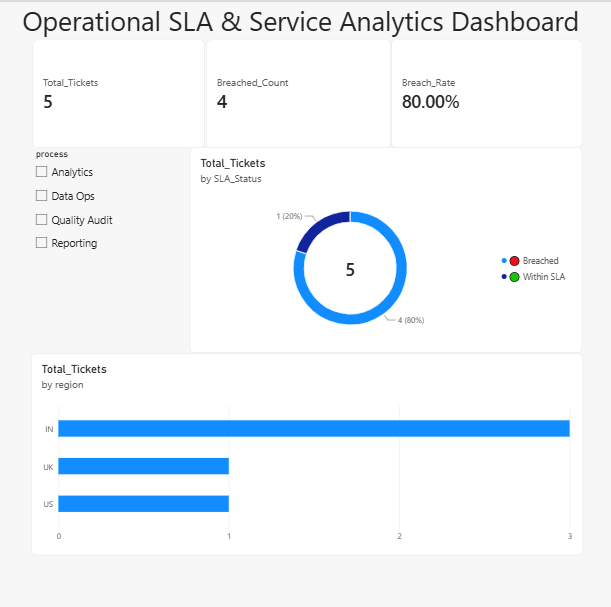 Operational SLA & Service Analytics Dashboard
Total_Tickets
5
Breached_Count
4
Breach_Rate
80.00%
process
Analytics
Data Ops
Quality Audit
Reporting
Total_Tickets
by SLA_Status
1 (20%)
5
4 (80%)
Breached
Within SLA
Total_Tickets
by region
IN
UK
US
0 1 2 3